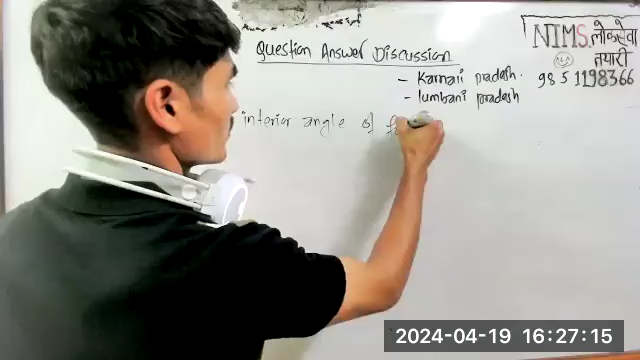 Question Answer Discussion
NIMS लोकसेवा
तयारी
- Karnali pradesh.
9851198366
- lumbani pradesh
interior angle of
2024-04-19 16:27:15